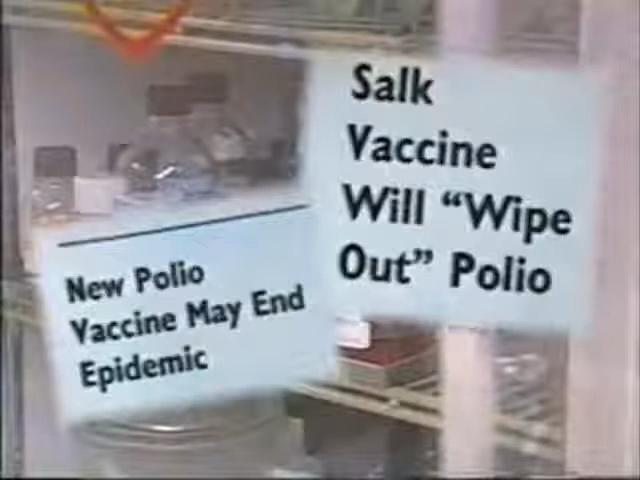 Salk
Vaccine
Will “Wipe
Out” Polio
New Polio
Vaccine May End
Epidemic